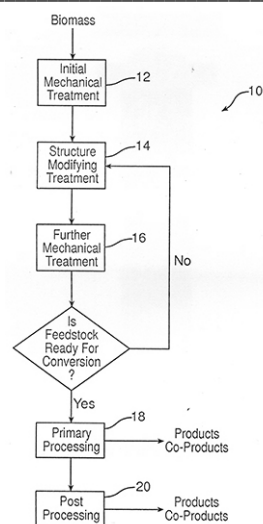 Biomass
Initial
Mechanical
Treatment
12
10
Structure
Modifying
Treatment
14
Further
Mechanical
Treatment
16
No
Is
Feedstock
Ready For
Conversion
?
Yes
Primary
Processing
18
Products
Co-Products
Post
Processing
20
Products
Co-Products